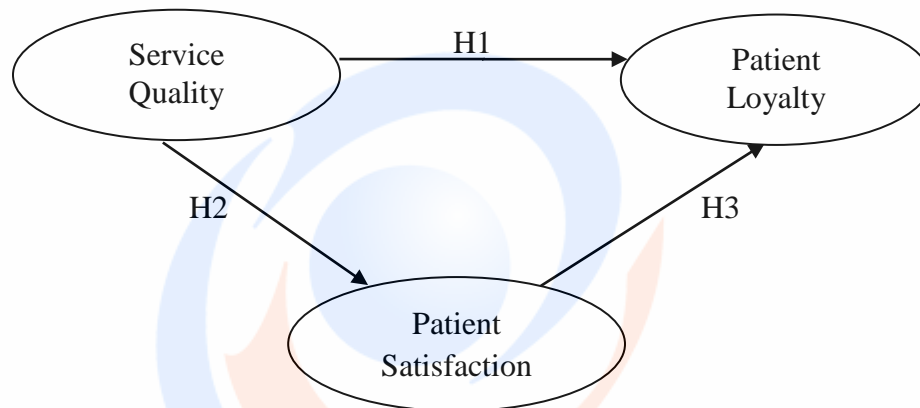 Service
Quality
H1
Patient
Loyalty
H2
H3
Patient
Satisfaction